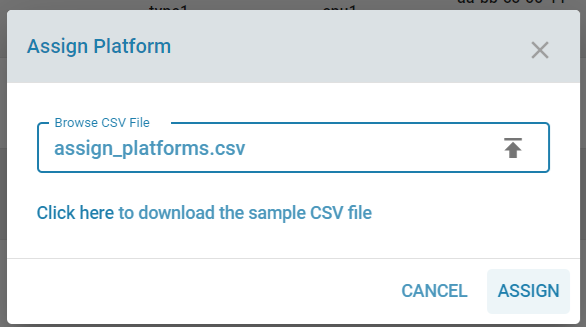 Assign Platform
Browse CSV File
assign_platforms.csv
Click here to download the sample CSV file
CANCEL
ASSIGN